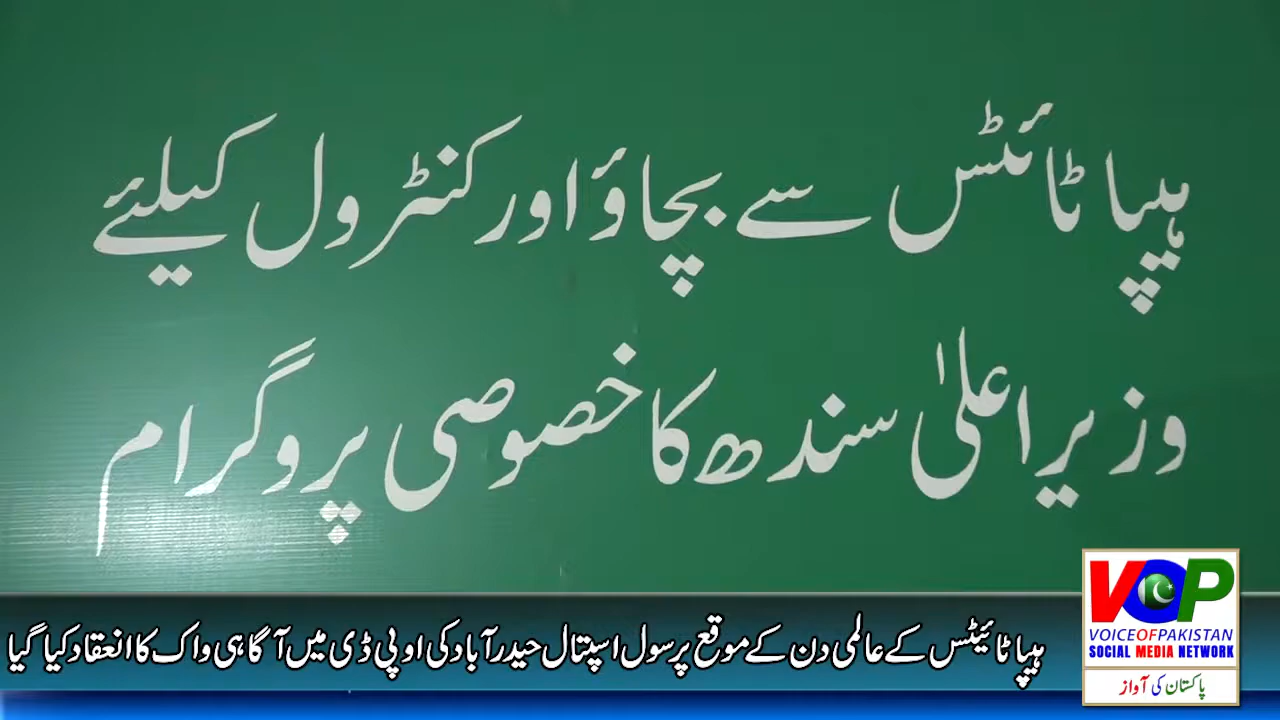 ہیپاٹائٹس سے بچاؤ اور کنٹرول کیلئے
وزیراعلیٰ سندھ کا خصوصی پروگرام
VOP
VOICEOFPAKISTAN
SOCIAL MEDIA NETWORK
پاکستان کی آواز
ہیپاٹائیٹس کے عالمی دن کے موقع پر سول اسپتال حیدرآباد کی او پی ڈی میں آگاہی واک کا انعقاد کیا گیا